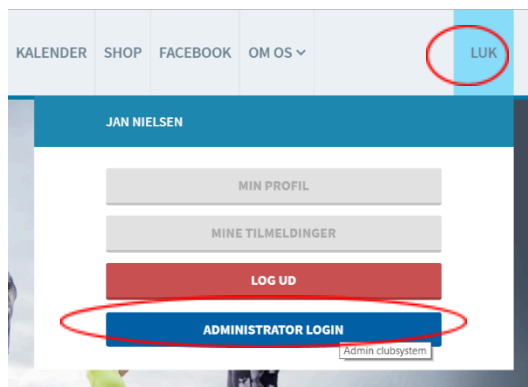 KALENDER SHOP FACEBOOK OM OS LUK
JAN NIELSEN
MIN PROFIL
MINE TILMELDINGER
LOG UD
ADMINISTRATOR LOGIN
Admin clubsystem